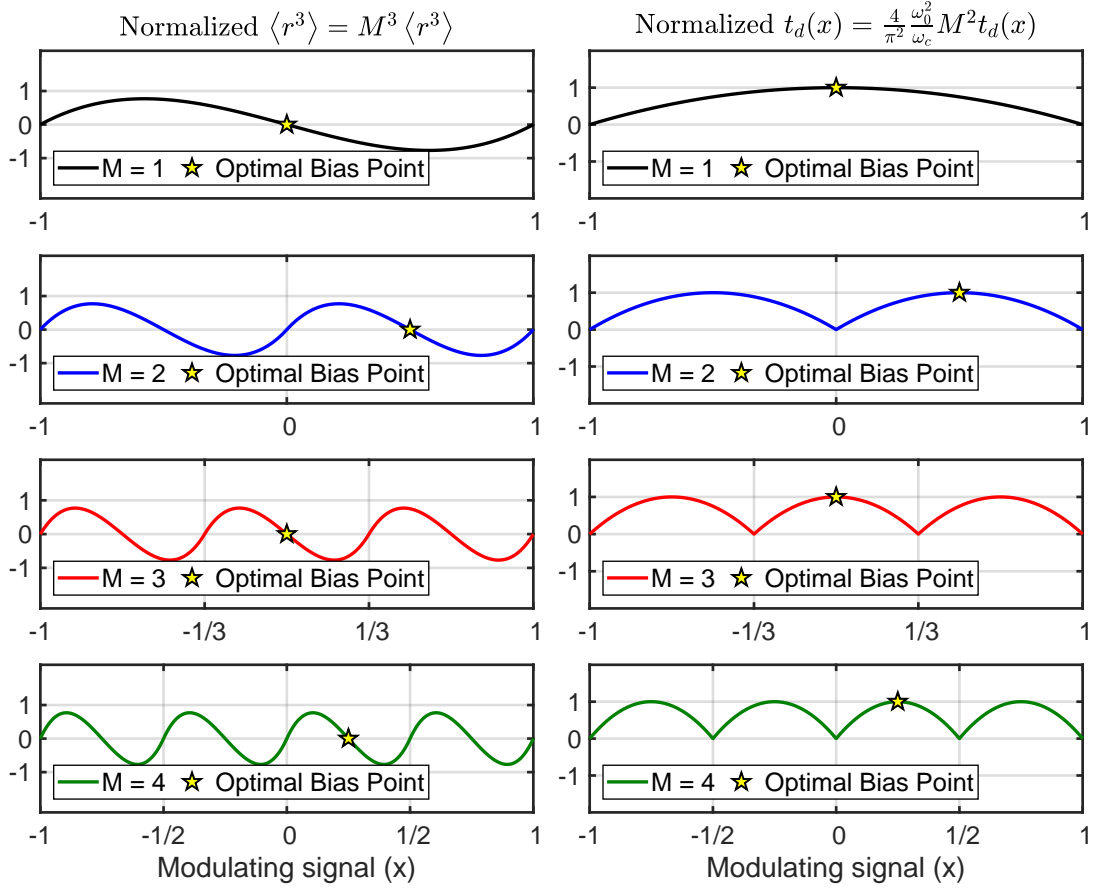 Normalized ⟨r³⟩ = M³ ⟨r³⟩
1
0
-1
M = 1 Optimal Bias Point
-1 1
Normalized t_d(x) = \frac{4}{π²} \frac{ω_0²}{ω_c} M² t_d(x)
1
0
-1
M = 1 Optimal Bias Point
-1 1
1
0
-1
M = 2 Optimal Bias Point
-1 0 1
1
0
-1
M = 2 Optimal Bias Point
-1 0 1
1
0
-1
M = 3 Optimal Bias Point
-1 -1/3 1/3 1
1
0
-1
M = 3 Optimal Bias Point
-1 -1/3 1/3 1
1
0
-1
M = 4 Optimal Bias Point
-1 -1/2 0 1/2 1
Modulating signal (x)
1
0
-1
M = 4 Optimal Bias Point
-1 -1/2 0 1/2 1
Modulating signal (x)